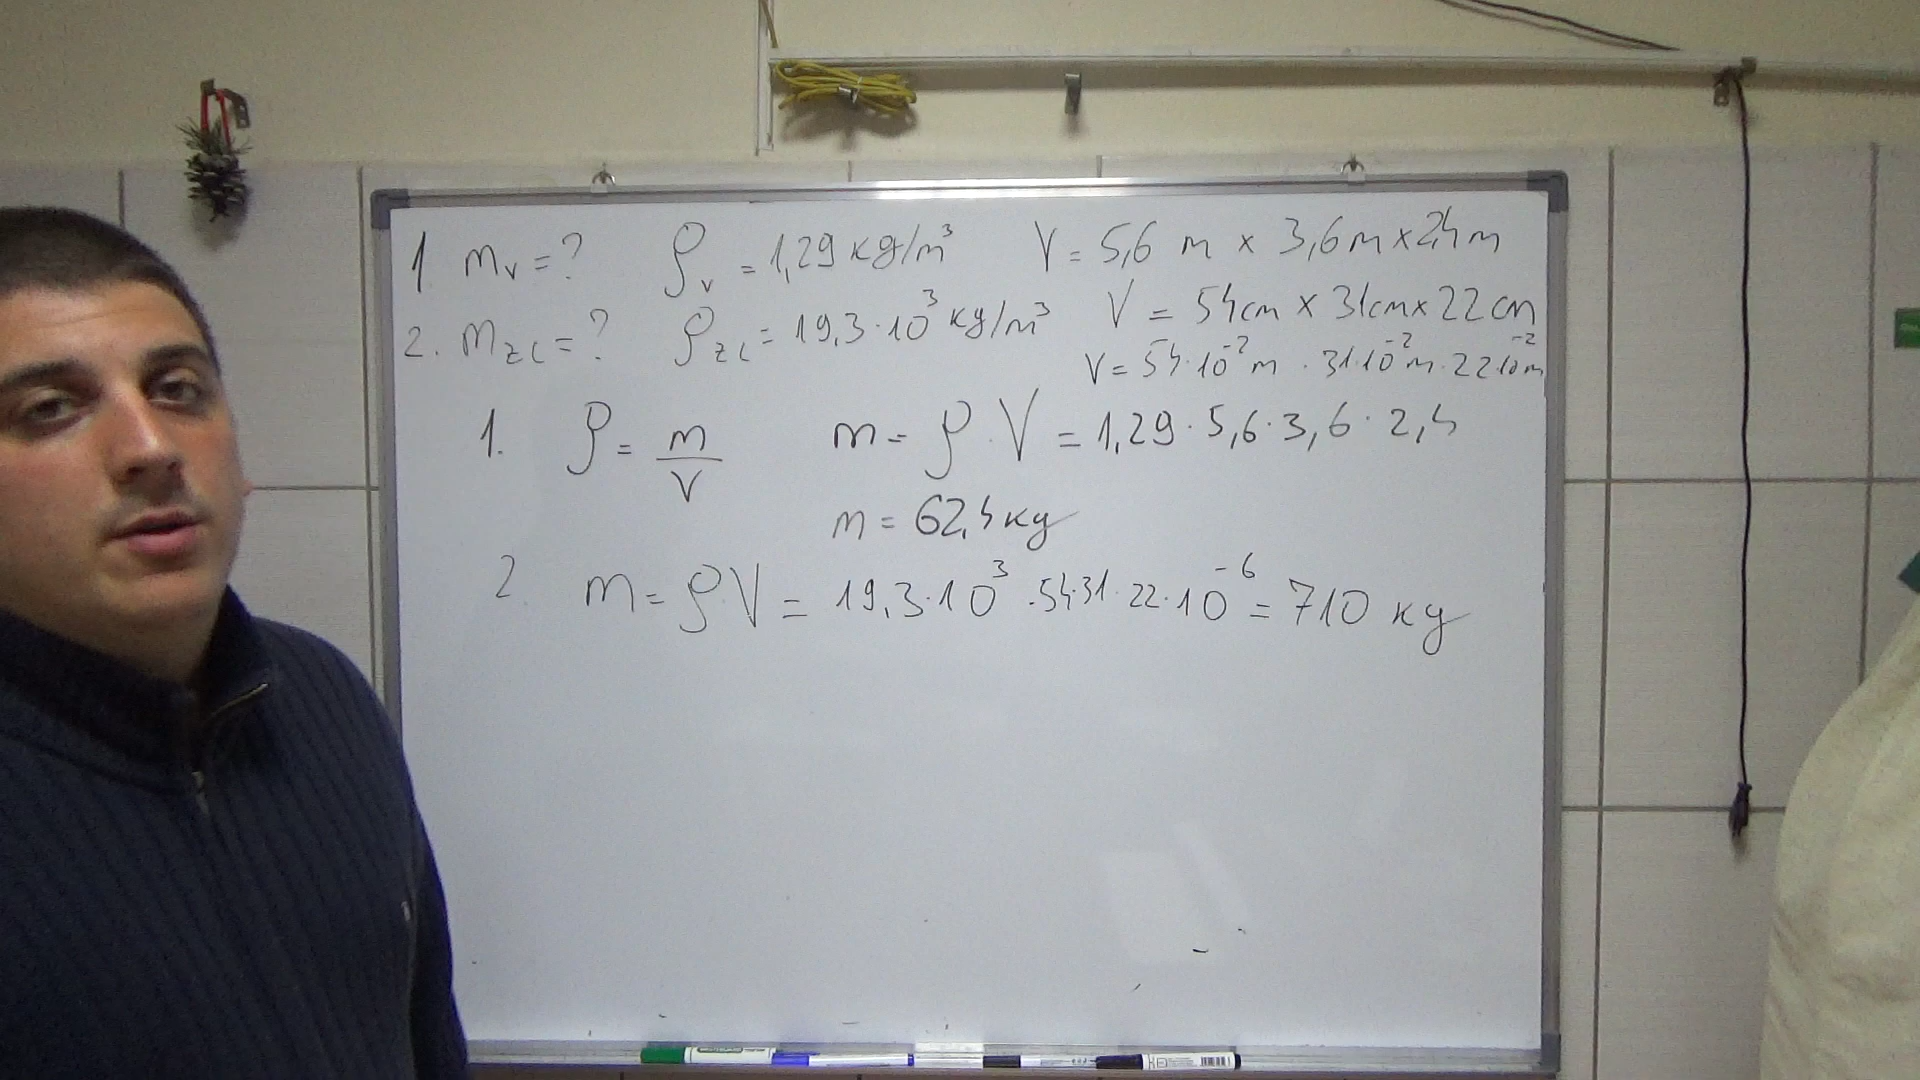 1 m_v = ? ρ_v = 1,29 kg/m³ V = 5,6 m × 3,6 m × 2,4 m
2. m_zl = ? ρ_zl = 19,3 · 10³ kg/m³ V = 54 cm × 31 cm × 22 cm
V = 54 · 10⁻² m · 31 · 10⁻² m · 22 · 10⁻² m
1. ρ = m/V m = ρ · V = 1,29 · 5,6 · 3,6 · 2,4
m = 62,4 kg
2 m = ρ · V = 19,3 · 10³ · 54 · 31 · 22 · 10⁻⁶ = 710 kg